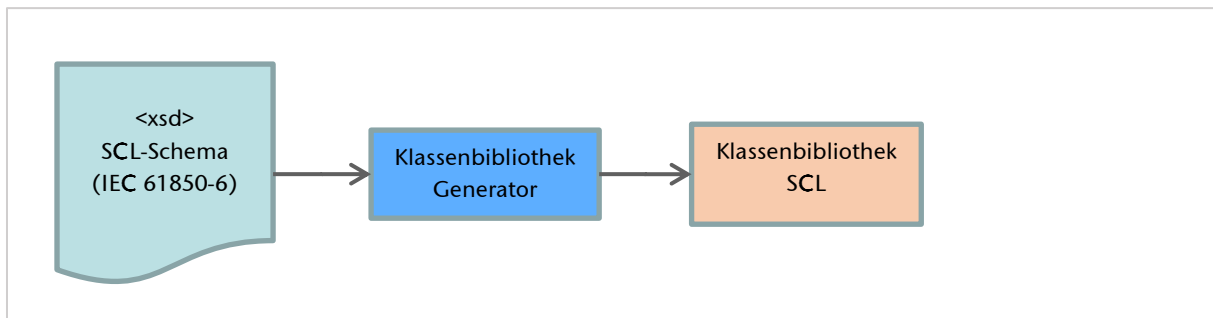 <xsd>
SCL-Schema
(IEC 61850-6)
Klassenbibliothek
Generator
Klassenbibliothek
SCL